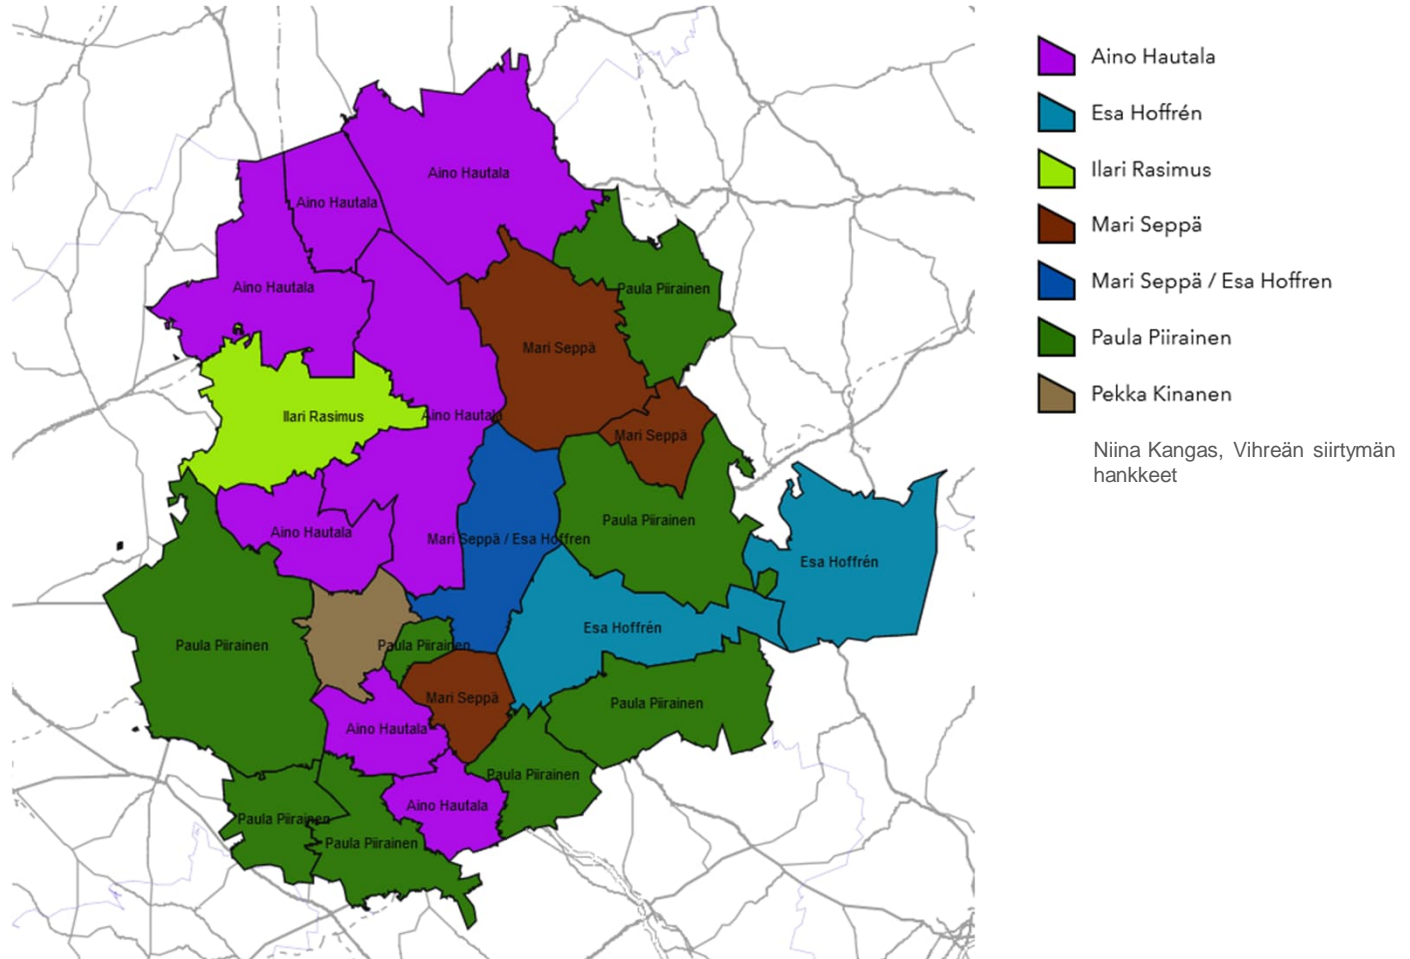 Aino Hautala
Aino Hautala
Aino Hautala
Paula Piirainen
Mari Seppä
Ilari Rasimus
Aino Hautala
Mari Seppä
Paula Piirainen
Aino Hautala
Mari Seppä / Esa Hoffren
Esa Hoffrén
Esa Hoffrén
Paula Piirainen
Paula Piirainen
Mari Seppä
Paula Piirainen
Aino Hautala
Paula Piirainen
Aino Hautala
Paula Piirainen
Paula Piirainen
Aino Hautala
Esa Hoffrén
Ilari Rasimus
Mari Seppä
Mari Seppä / Esa Hoffren
Paula Piirainen
Pekka Kinanen
Niina Kangas, Vihreän siirtymän
hankkeet